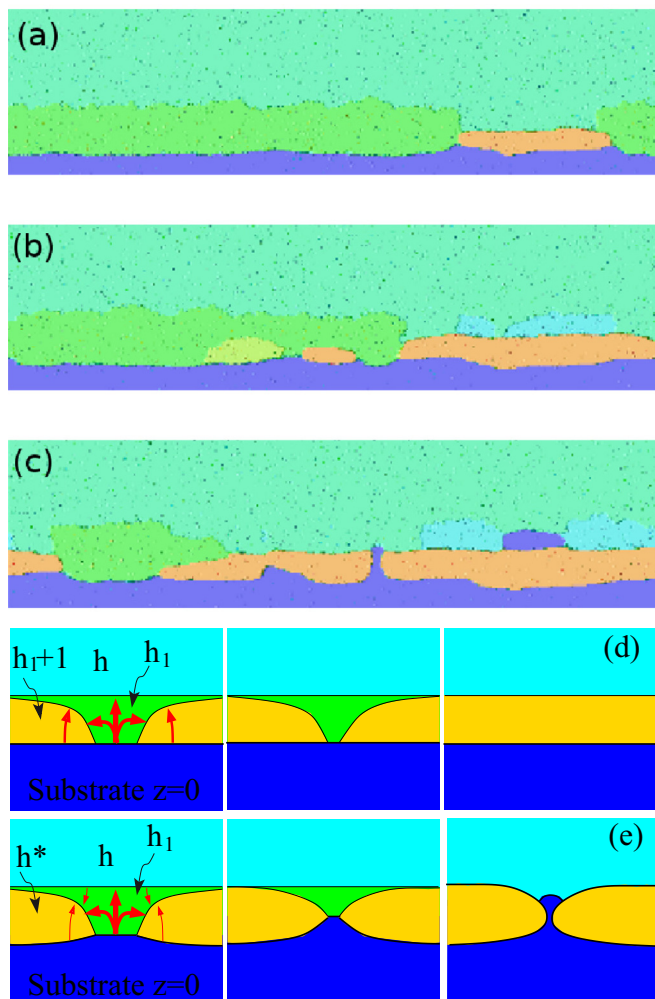 (a)
(b)
(c)
(d)
h₁+1 h h₁
Substrate z=0
(e)
h* h h₁
Substrate z=0